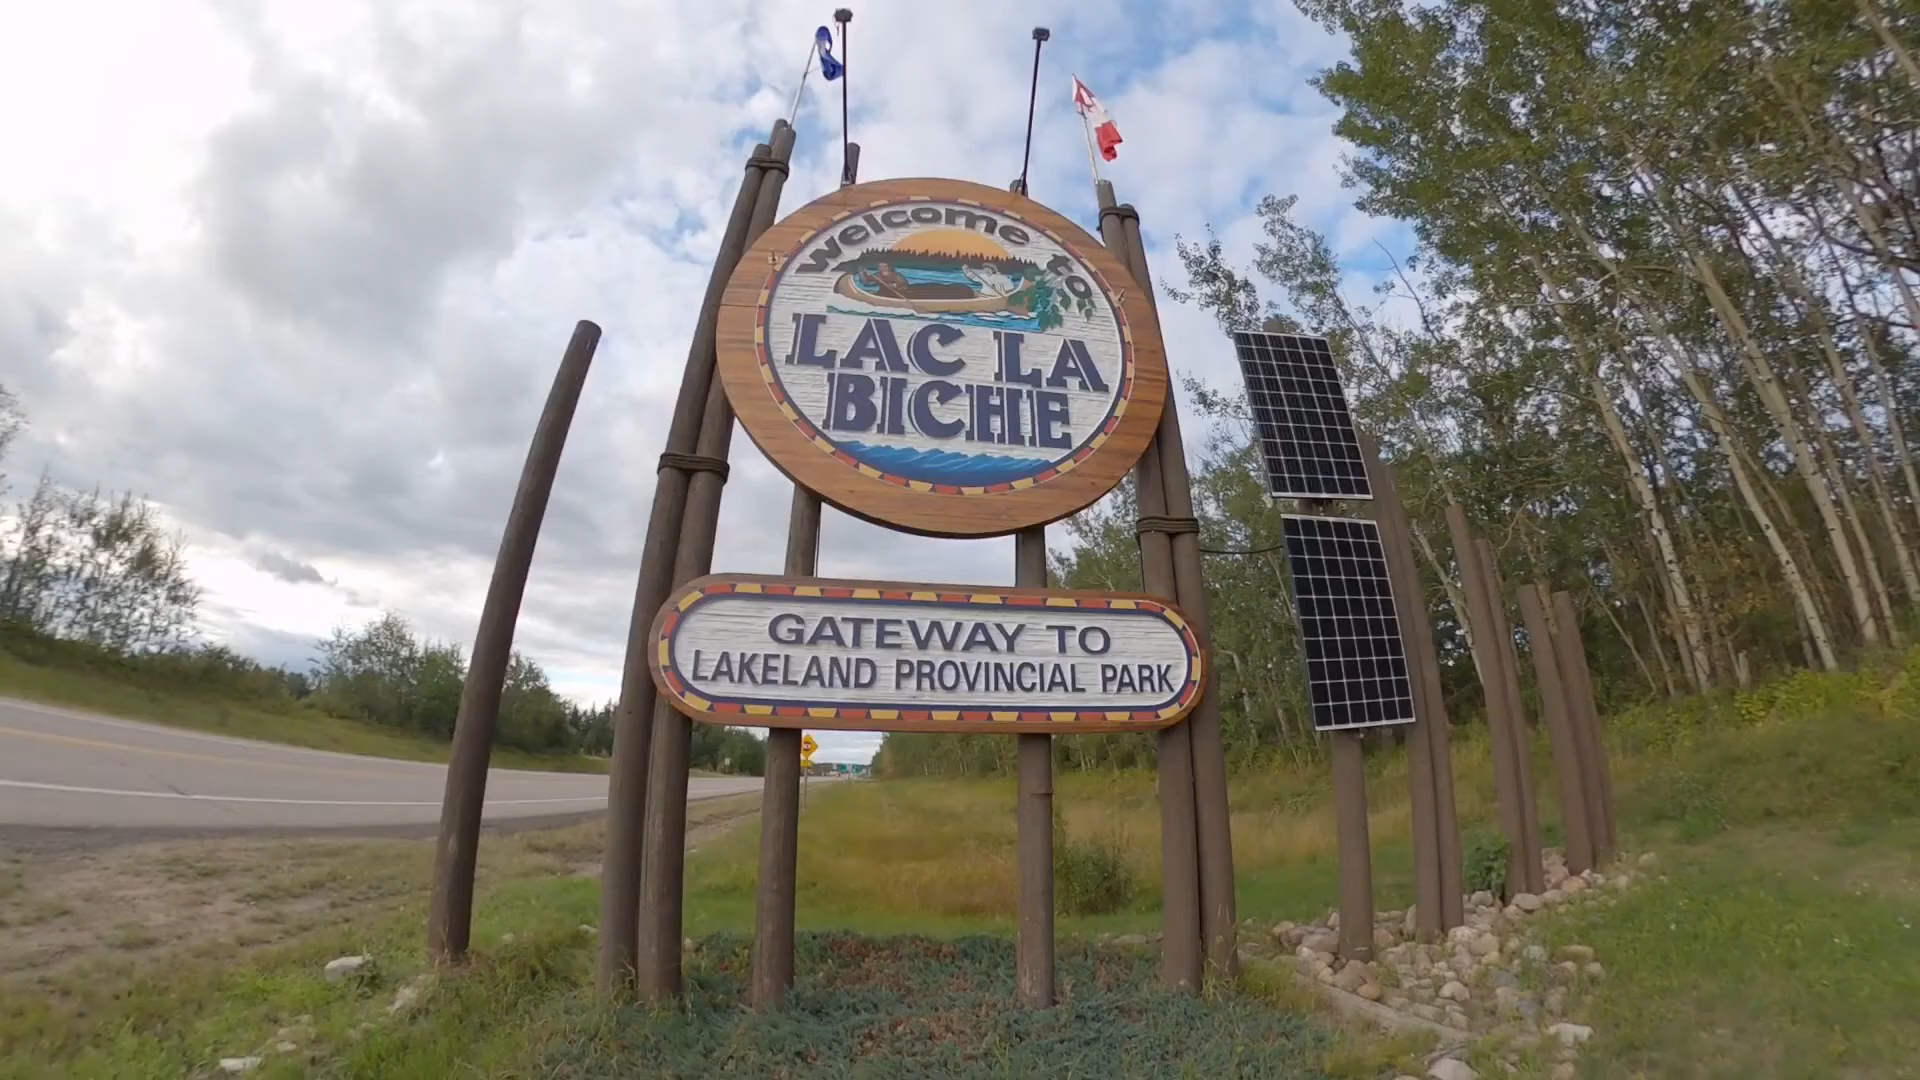 welcome to
LAC LA
BICHE
GATEWAY TO
LAKELAND PROVINCIAL PARK